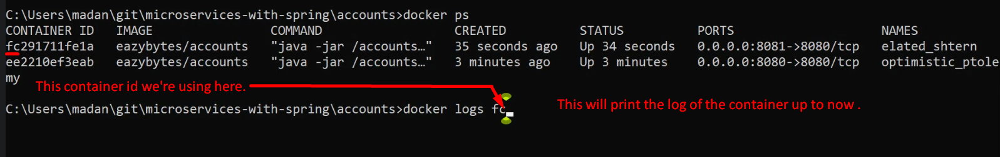 C:\Users\madan\git\microservices-with-spring\accounts>docker ps
CONTAINER ID   IMAGE   COMMAND   CREATED   STATUS   PORTS   NAMES
fc291711fe1a   eazybytes/accounts   "java -jar /accounts…"   35 seconds ago   Up 34 seconds   0.0.0.0:8081->8080/tcp   elated_shtern
ee2210ef3eab   eazybytes/accounts   "java -jar /accounts…"   3 minutes ago   Up 3 minutes   0.0.0.0:8080->8080/tcp   optimistic_ptole
my
This container id we're using here.
C:\Users\madan\git\microservices-with-spring\accounts>docker logs fc
This will print the log of the container up to now .